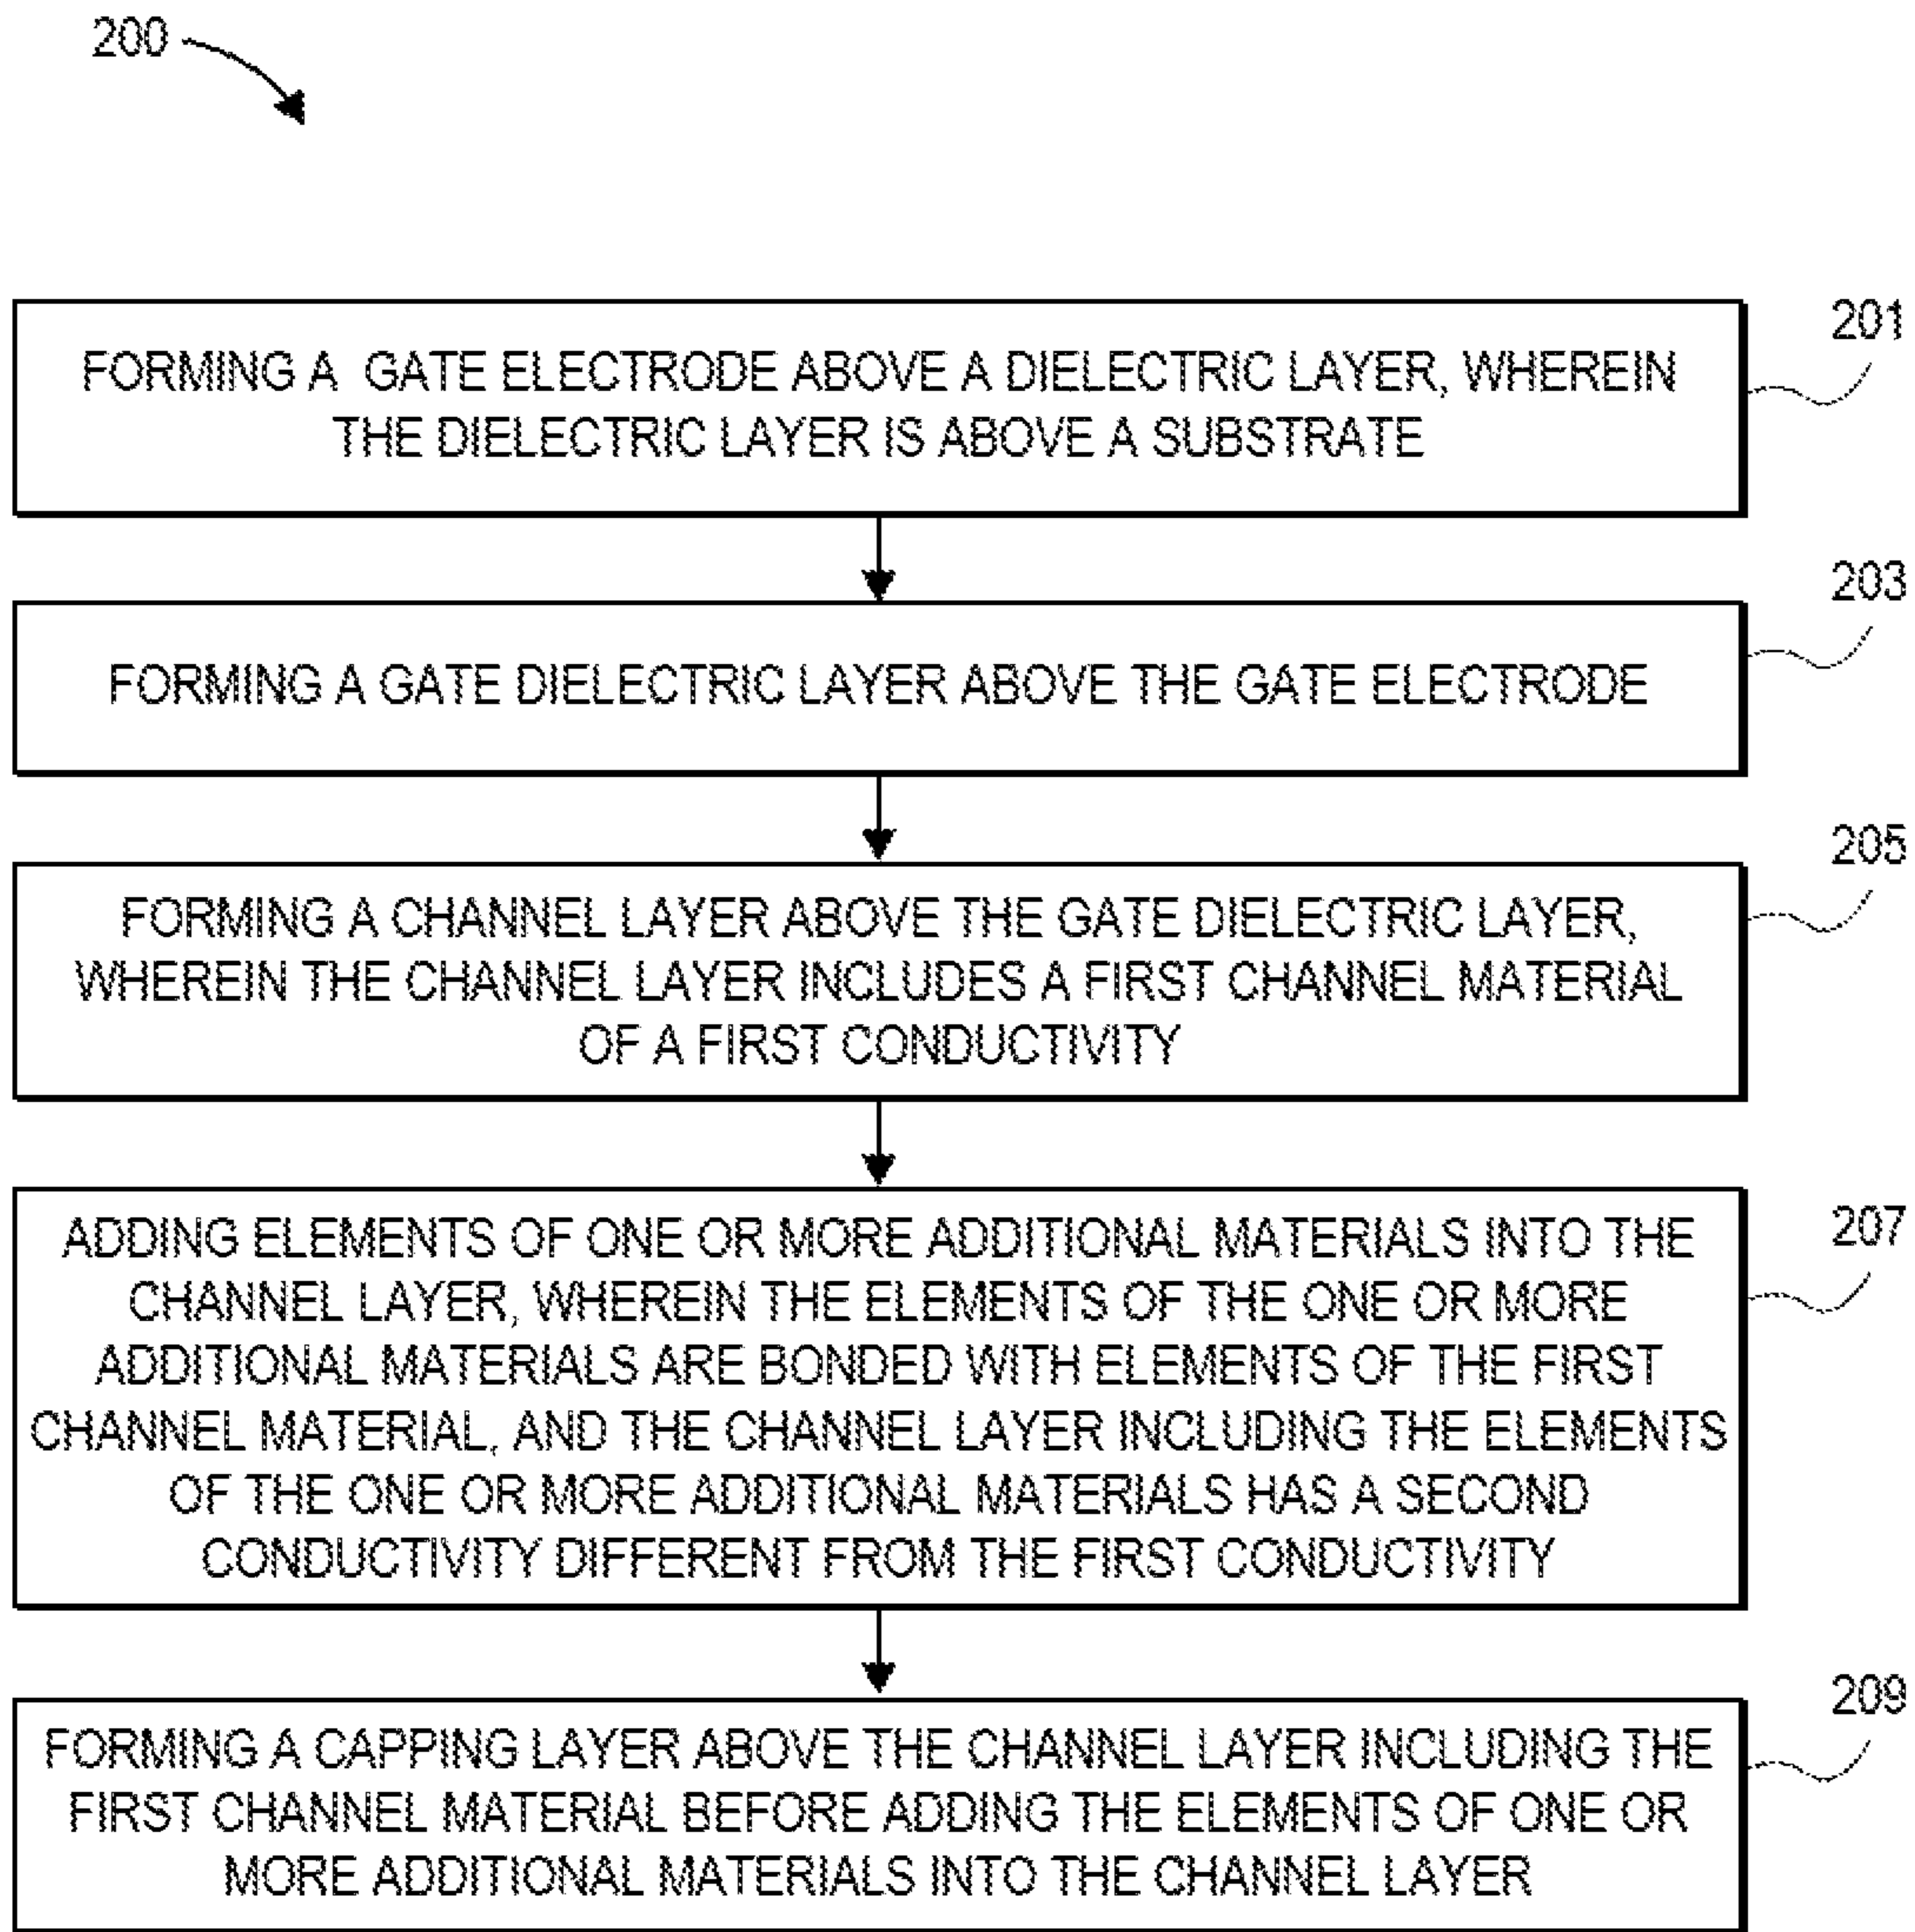 200
201
FORMING A GATE ELECTRODE ABOVE A DIELECTRIC LAYER, WHEREIN
THE DIELECTRIC LAYER IS ABOVE A SUBSTRATE
203
FORMING A GATE DIELECTRIC LAYER ABOVE THE GATE ELECTRODE
205
FORMING A CHANNEL LAYER ABOVE THE GATE DIELECTRIC LAYER,
WHEREIN THE CHANNEL LAYER INCLUDES A FIRST CHANNEL MATERIAL
OF A FIRST CONDUCTIVITY
207
ADDING ELEMENTS OF ONE OR MORE ADDITIONAL MATERIALS INTO THE
CHANNEL LAYER, WHEREIN THE ELEMENTS OF THE ONE OR MORE
ADDITIONAL MATERIALS ARE BONDED WITH ELEMENTS OF THE FIRST
CHANNEL MATERIAL, AND THE CHANNEL LAYER INCLUDING THE ELEMENTS
OF THE ONE OR MORE ADDITIONAL MATERIALS HAS A SECOND
CONDUCTIVITY DIFFERENT FROM THE FIRST CONDUCTIVITY
209
FORMING A CAPPING LAYER ABOVE THE CHANNEL LAYER INCLUDING THE
FIRST CHANNEL MATERIAL BEFORE ADDING THE ELEMENTS OF ONE OR
MORE ADDITIONAL MATERIALS INTO THE CHANNEL LAYER